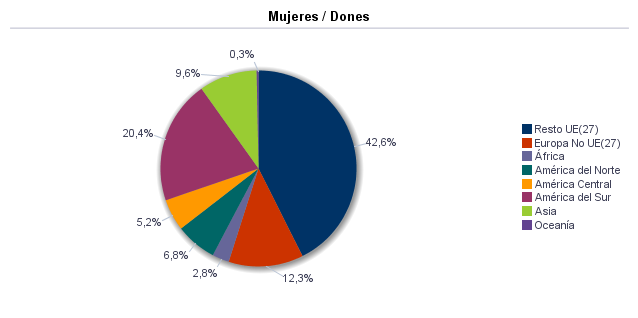 Mujeres / Dones
0,3%
9,6%
20,4%
42,6%
5,2%
6,8%
2,8%
12,3%
Resto UE(27)
Europa No UE(27)
África
América del Norte
América Central
América del Sur
Asia
Oceanía